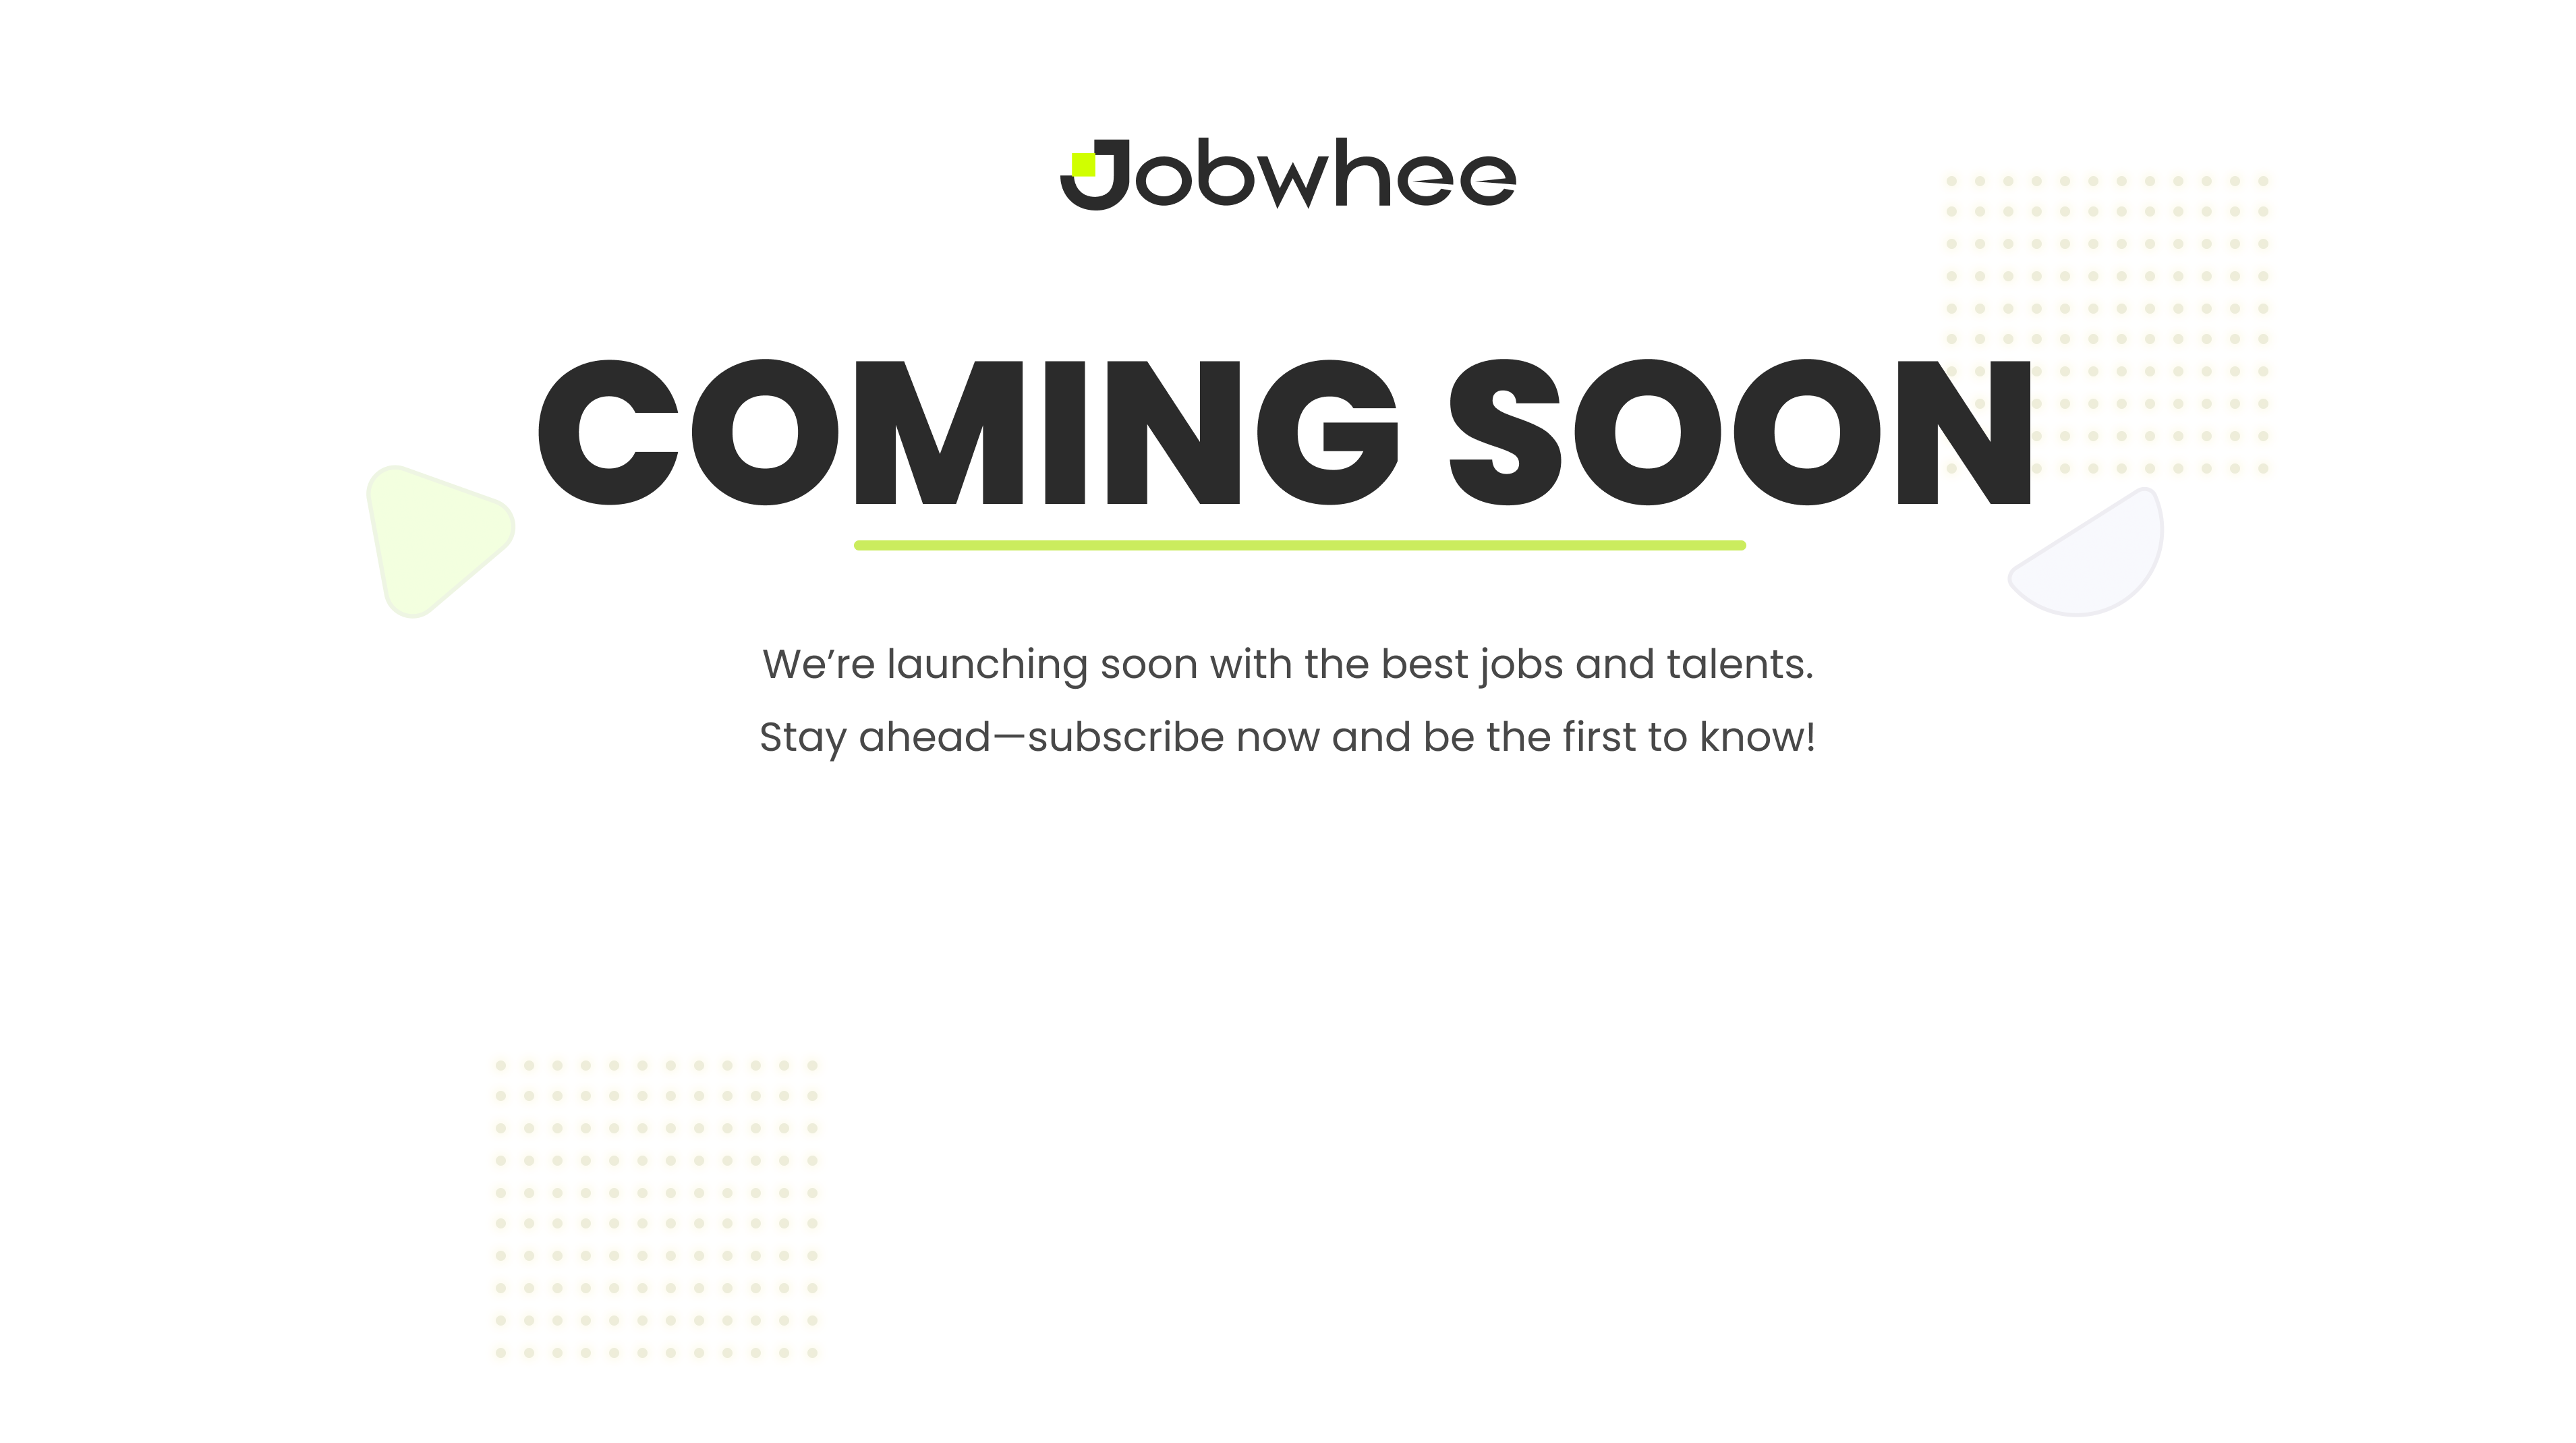 Jobwhee
COMING SOON
We’re launching soon with the best jobs and talents.
Stay ahead—subscribe now and be the first to know!